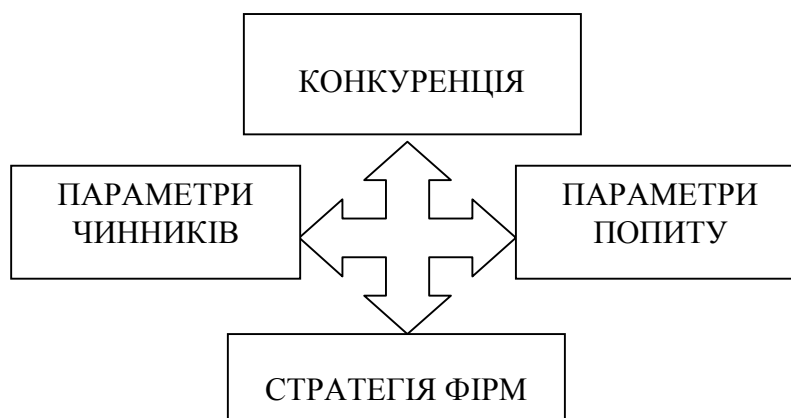 КОНКУРЕНЦІЯ
ПАРАМЕТРИ
ЧИННИКІВ
ПАРАМЕТРИ
ПОПИТУ
СТРАТЕГІЯ ФІРМ